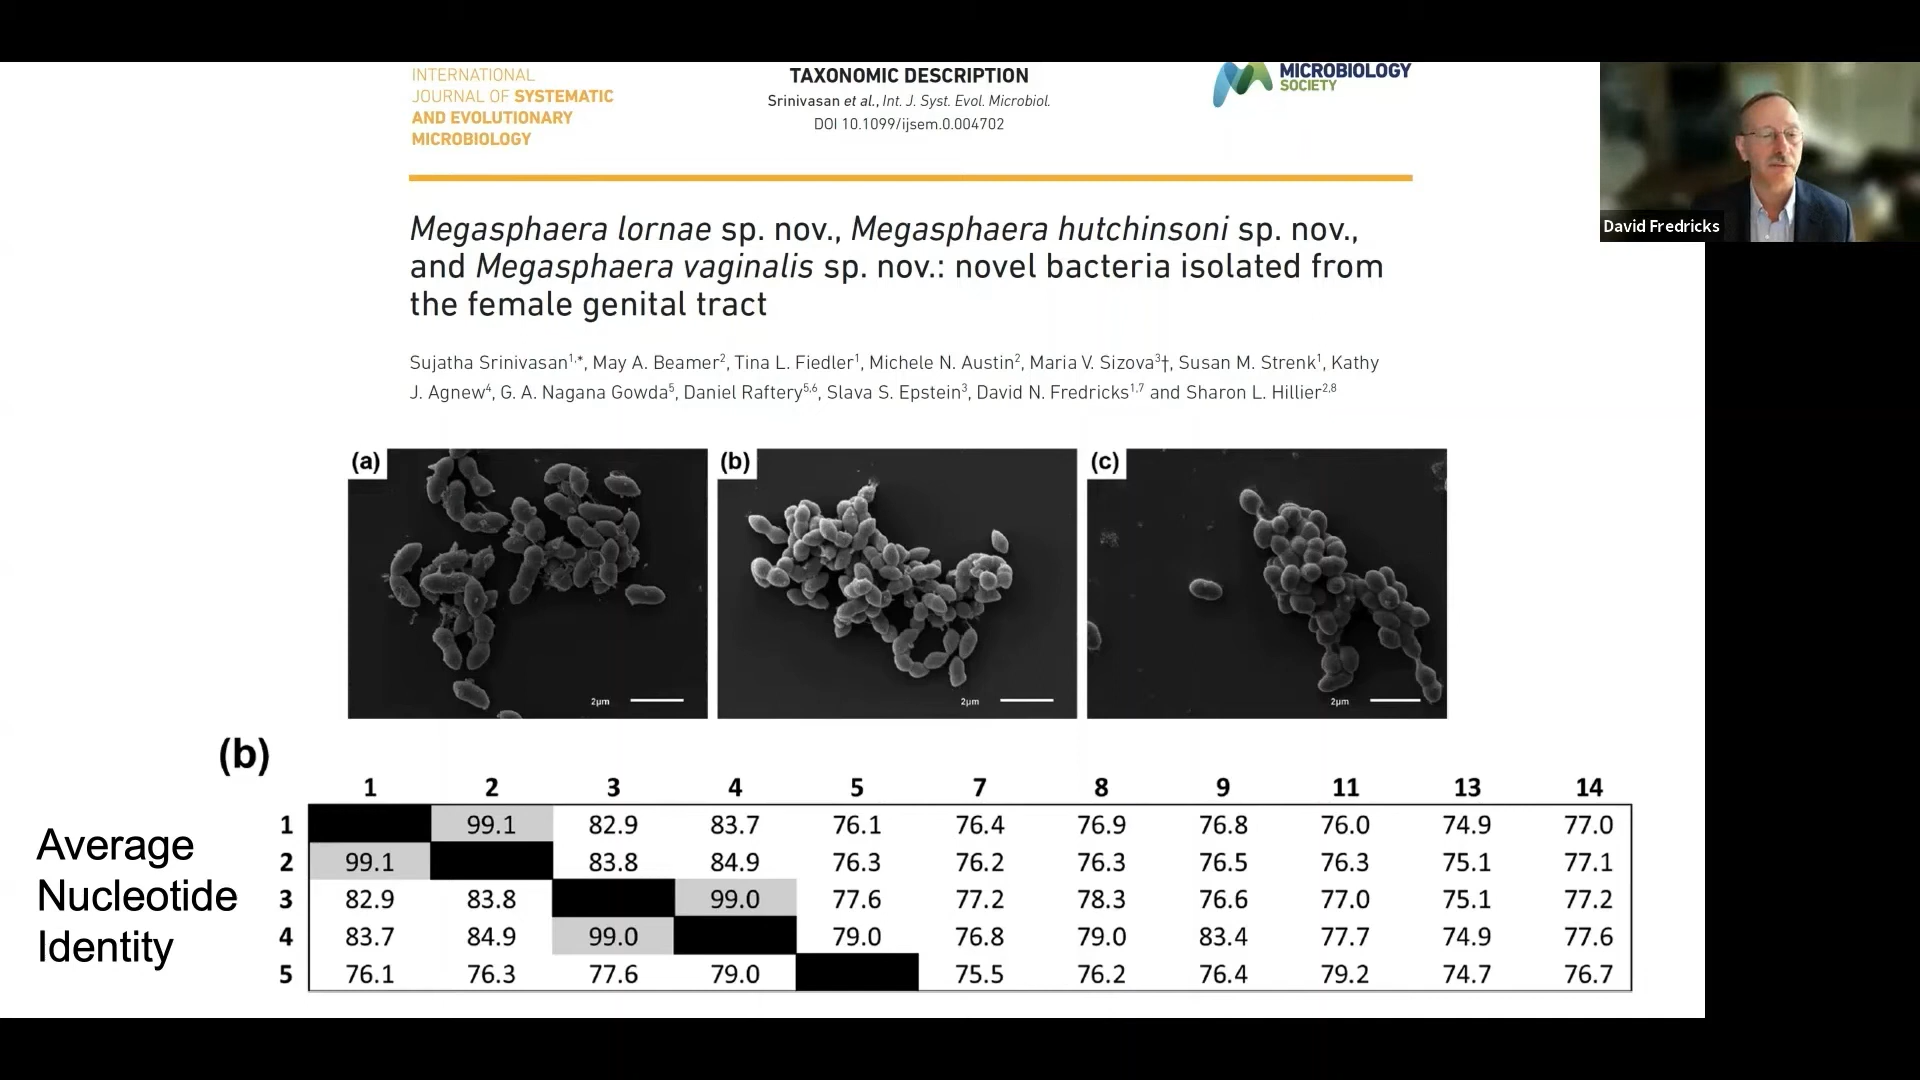 INTERNATIONAL
JOURNAL OF SYSTEMATIC
AND EVOLUTIONARY
MICROBIOLOGY
TAXONOMIC DESCRIPTION
Srinivasan et al., Int. J. Syst. Evol. Microbiol.
DOI 10.1099/ijsem.0.004702
MICROBIOLOGY
SOCIETY
David Fredricks
Megasphaera lornae sp. nov., Megasphaera hutchinsoni sp. nov.,
and Megasphaera vaginalis sp. nov.: novel bacteria isolated from
the female genital tract
Sujatha Srinivasan1,*, May A. Beamer2, Tina L. Fiedler1, Michele N. Austin2, Maria V. Sizova3†, Susan M. Strenk1, Kathy
J. Agnew4, G. A. Nagana Gowda5, Daniel Raftery5,6, Slava S. Epstein3, David N. Fredricks1,7 and Sharon L. Hillier2,8
(a)
2µm
(b)
2µm
(c)
2µm
(b)
Average
Nucleotide
Identity
1 2 3 4 5 7 8 9 11 13 14
1 99.1 82.9 83.7 76.1 76.4 76.9 76.8 76.0 74.9 77.0
2 99.1 83.8 84.9 76.3 76.2 76.3 76.5 76.3 75.1 77.1
3 82.9 83.8 99.0 77.6 77.2 78.3 76.6 77.0 75.1 77.2
4 83.7 84.9 99.0 79.0 76.8 79.0 83.4 77.7 74.9 77.6
5 76.1 76.3 77.6 79.0 75.5 76.2 76.4 79.2 74.7 76.7